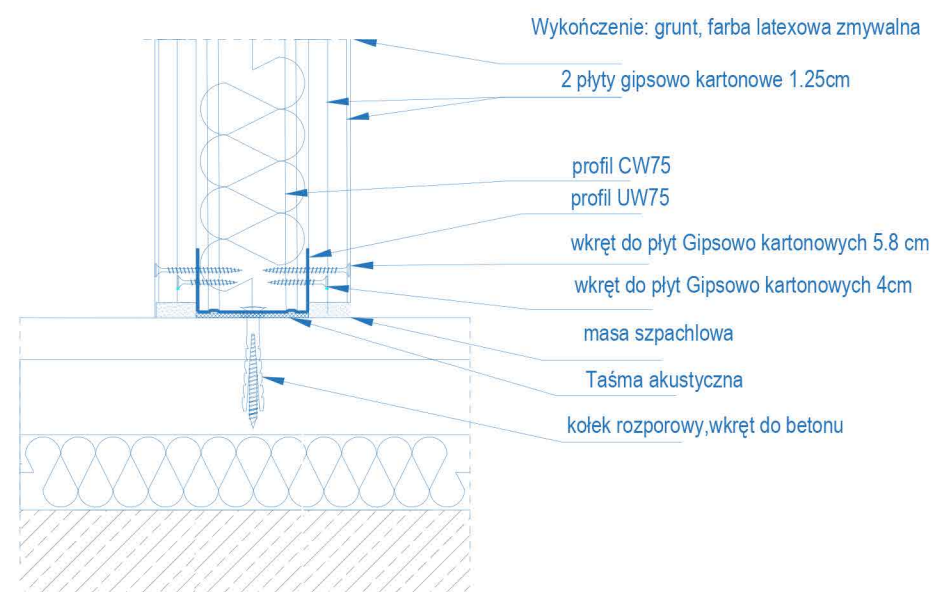 Wykończenie: grunt, farba latexowa zmywalna
2 płyty gipsowo kartonowe 1.25cm
profil CW75
profil UW75
wkręt do płyt Gipsowo kartonowych 5.8 cm
wkręt do płyt Gipsowo kartonowych 4cm
masa szpachlowa
Taśma akustyczna
kołek rozporowy,wkręt do betonu